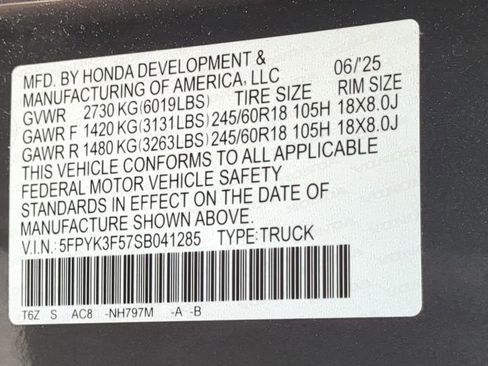 MFD. BY HONDA DEVELOPMENT &
MANUFACTURING OF AMERICA, LLC 06/'25
GVWR 2730 KG(6019LBS) TIRE SIZE RIM SIZE
GAWR F 1420 KG(3131LBS) 245/60R18 105H 18X8.0J
GAWR R 1480 KG(3263LBS) 245/60R18 105H 18X8.0J
THIS VEHICLE CONFORMS TO ALL APPLICABLE
FEDERAL MOTOR VEHICLE SAFETY
STANDARDS IN EFFECT ON THE DATE OF
MANUFACTURE SHOWN ABOVE.
V.I.N.: 5FPYK3F57SB041285 TYPE:TRUCK
T6Z S AC8 -NH797M -A -B